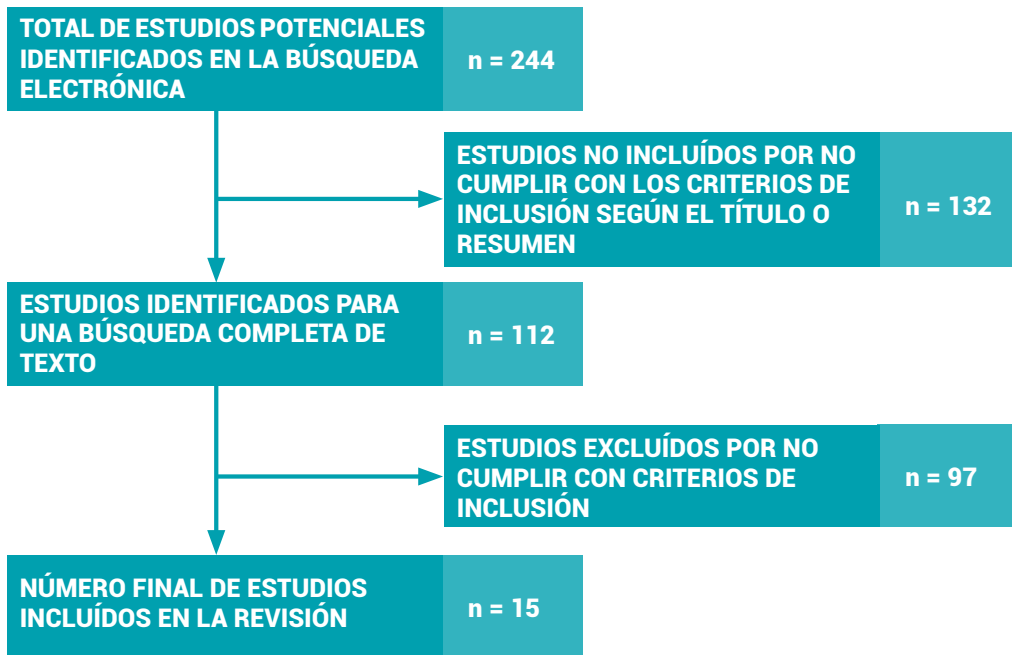 TOTAL DE ESTUDIOS POTENCIALES
IDENTIFICADOS EN LA BÚSQUEDA
ELECTRÓNICA
n = 244
ESTUDIOS NO INCLUÍDOS POR NO
CUMPLIR CON LOS CRITERIOS DE
INCLUSIÓN SEGÚN EL TÍTULO O
RESUMEN
n = 132
ESTUDIOS IDENTIFICADOS PARA
UNA BÚSQUEDA COMPLETA DE
TEXTO
n = 112
ESTUDIOS EXCLUÍDOS POR NO
CUMPLIR CON CRITERIOS DE
INCLUSIÓN
n = 97
NÚMERO FINAL DE ESTUDIOS
INCLUÍDOS EN LA REVISIÓN
n = 15